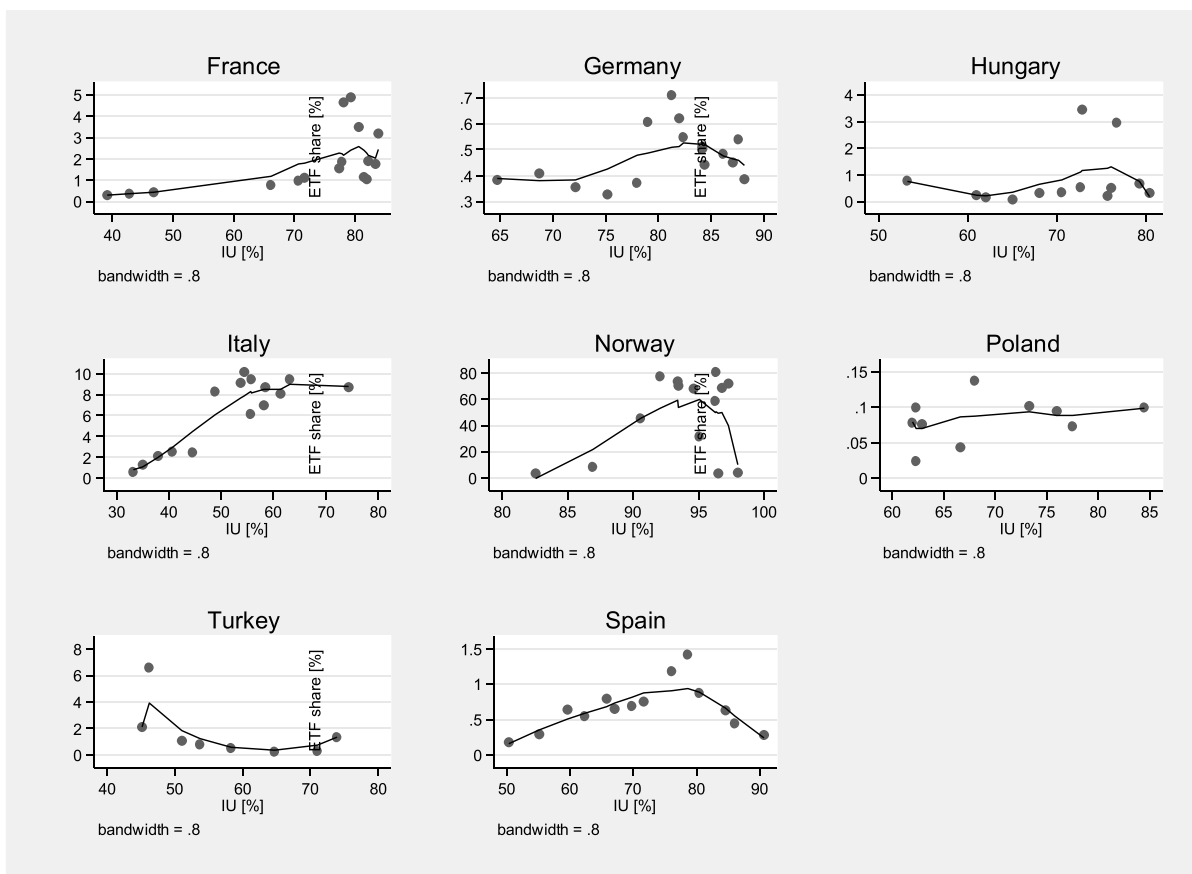 France
5
4
3
2
1
0
ETF share [%]
40 50 60 70 80
IU [%]
bandwidth = .8
Germany
.7
.6
.5
.4
.3
ETF share [%]
65 70 75 80 85 90
IU [%]
bandwidth = .8
Hungary
4
3
2
1
0
50 60 70 80
IU [%]
bandwidth = .8
Italy
10
8
6
4
2
0
ETF share [%]
30 40 50 60 70 80
IU [%]
bandwidth = .8
Norway
80
60
40
20
0
ETF share [%]
80 85 90 95 100
IU [%]
bandwidth = .8
Poland
.15
.1
.05
0
60 65 70 75 80 85
IU [%]
bandwidth = .8
Turkey
8
6
4
2
0
ETF share [%]
40 50 60 70 80
IU [%]
bandwidth = .8
Spain
1.5
1
.5
0
50 60 70 80 90
IU [%]
bandwidth = .8